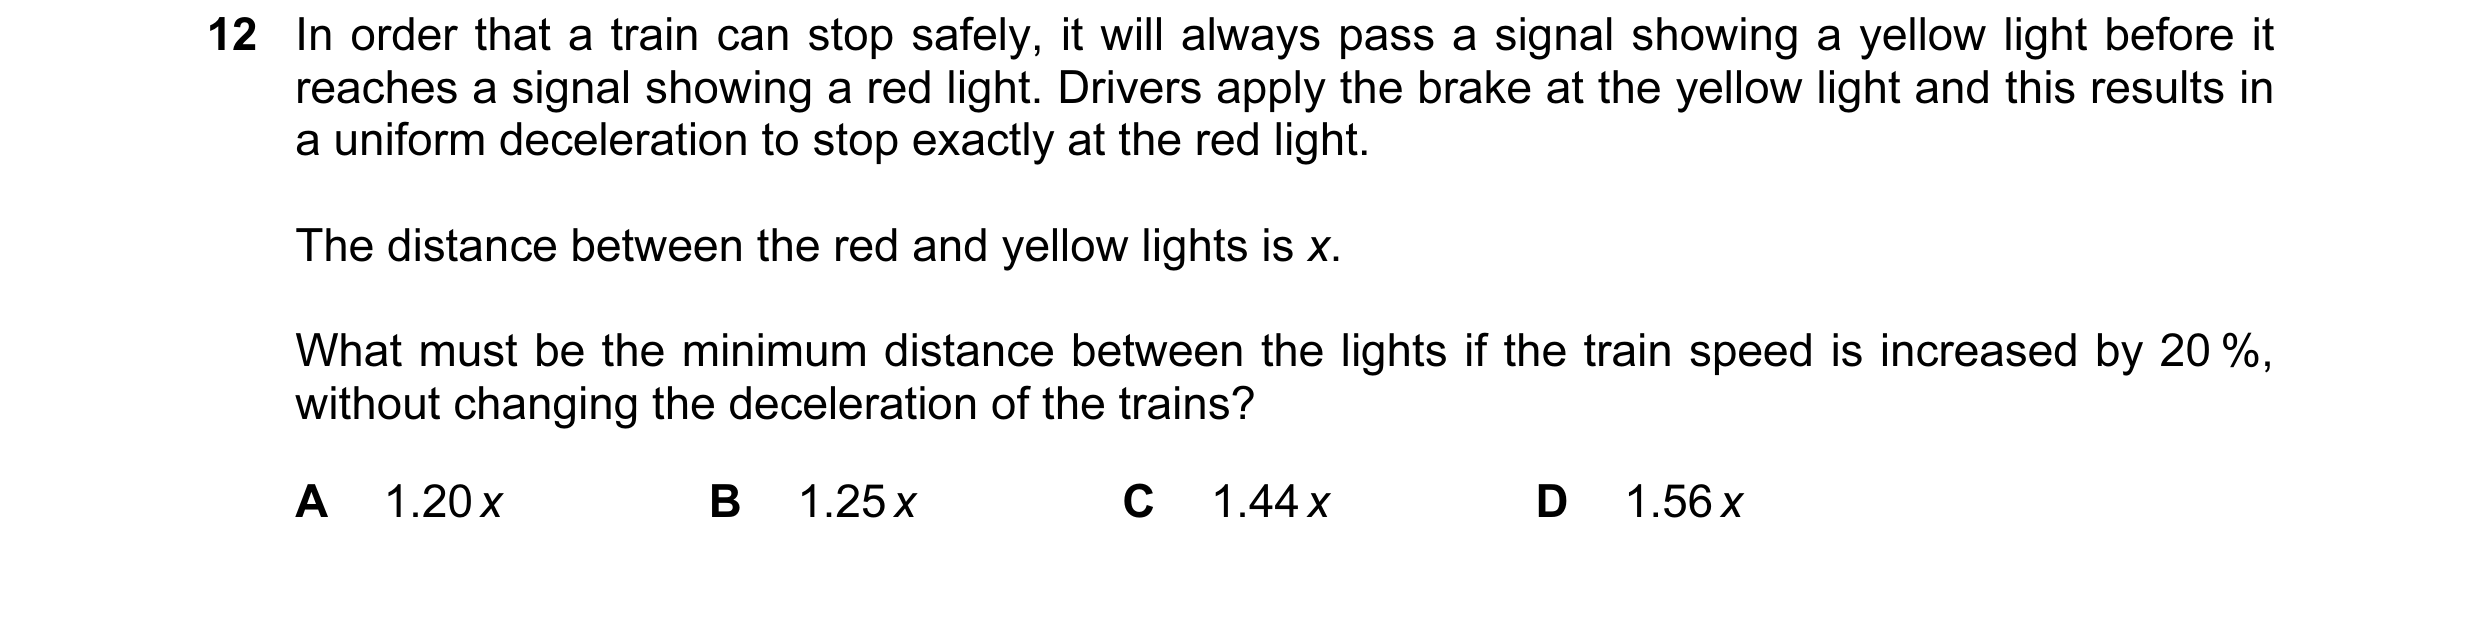 12 In order that a train can stop safely, it will always pass a signal showing a yellow light before it
reaches a signal showing a red light. Drivers apply the brake at the yellow light and this results in
a uniform deceleration to stop exactly at the red light.
The distance between the red and yellow lights is x.
What must be the minimum distance between the lights if the train speed is increased by 20 %,
without changing the deceleration of the trains?
A 1.20 x B 1.25 x C 1.44 x D 1.56 x